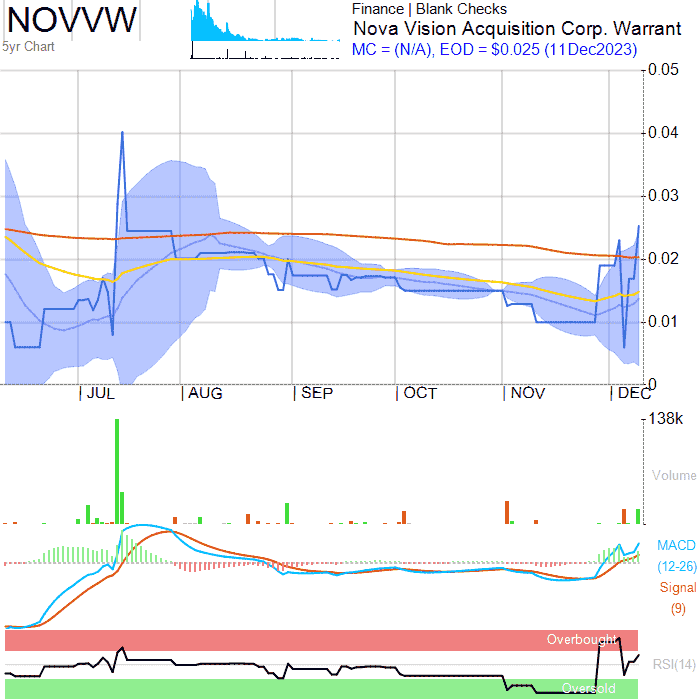 NOVVW
5yr Chart
Finance | Blank Checks
Nova Vision Acquisition Corp. Warrant
MC = (N/A), EOD = $0.025 (11Dec2023)
0.05
0.04
0.03
0.02
0.01
0
JUL AUG SEP OCT NOV DEC
138k
Volume
MACD
(12-26)
Signal
(9)
Overbought
RSI(14)
Oversold